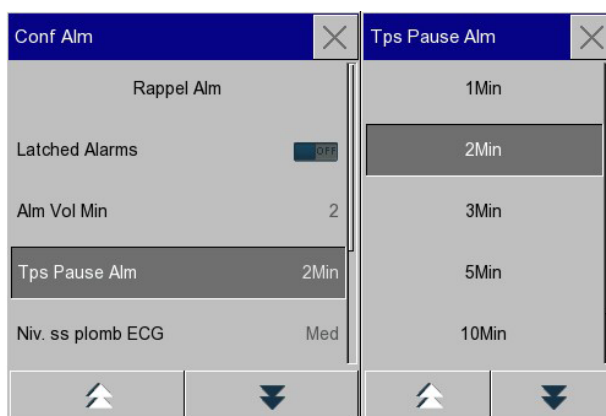 Conf Alm
Rappel Alm
Latched Alarms OFF
Alm Vol Min 2
Tps Pause Alm 2Min
Niv. ss plomb ECG Med
Tps Pause Alm
1Min
2Min
3Min
5Min
10Min